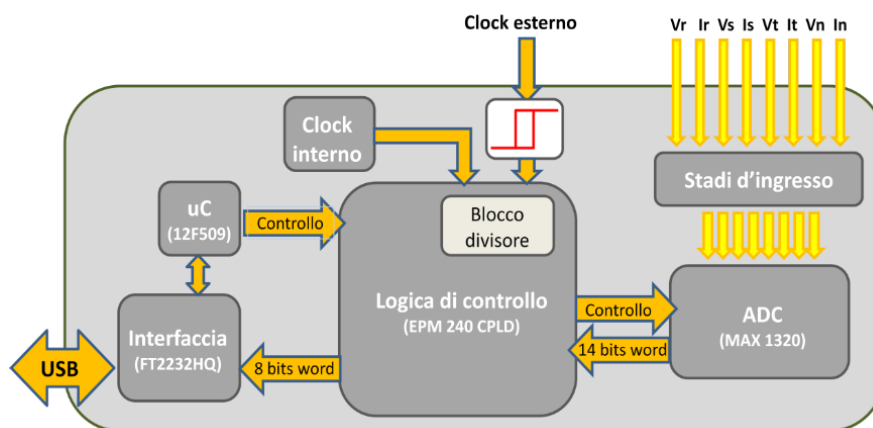 Clock esterno
Vr Ir Vs Is Vt It Vn In
Clock
interno
Stadi d'ingresso
uC
(12F509)
Controllo
Blocco
divisore
Logica di controllo
(EPM 240 CPLD)
Controllo
ADC
(MAX 1320)
Interfaccia
(FT2232HQ)
14 bits word
USB
8 bits word